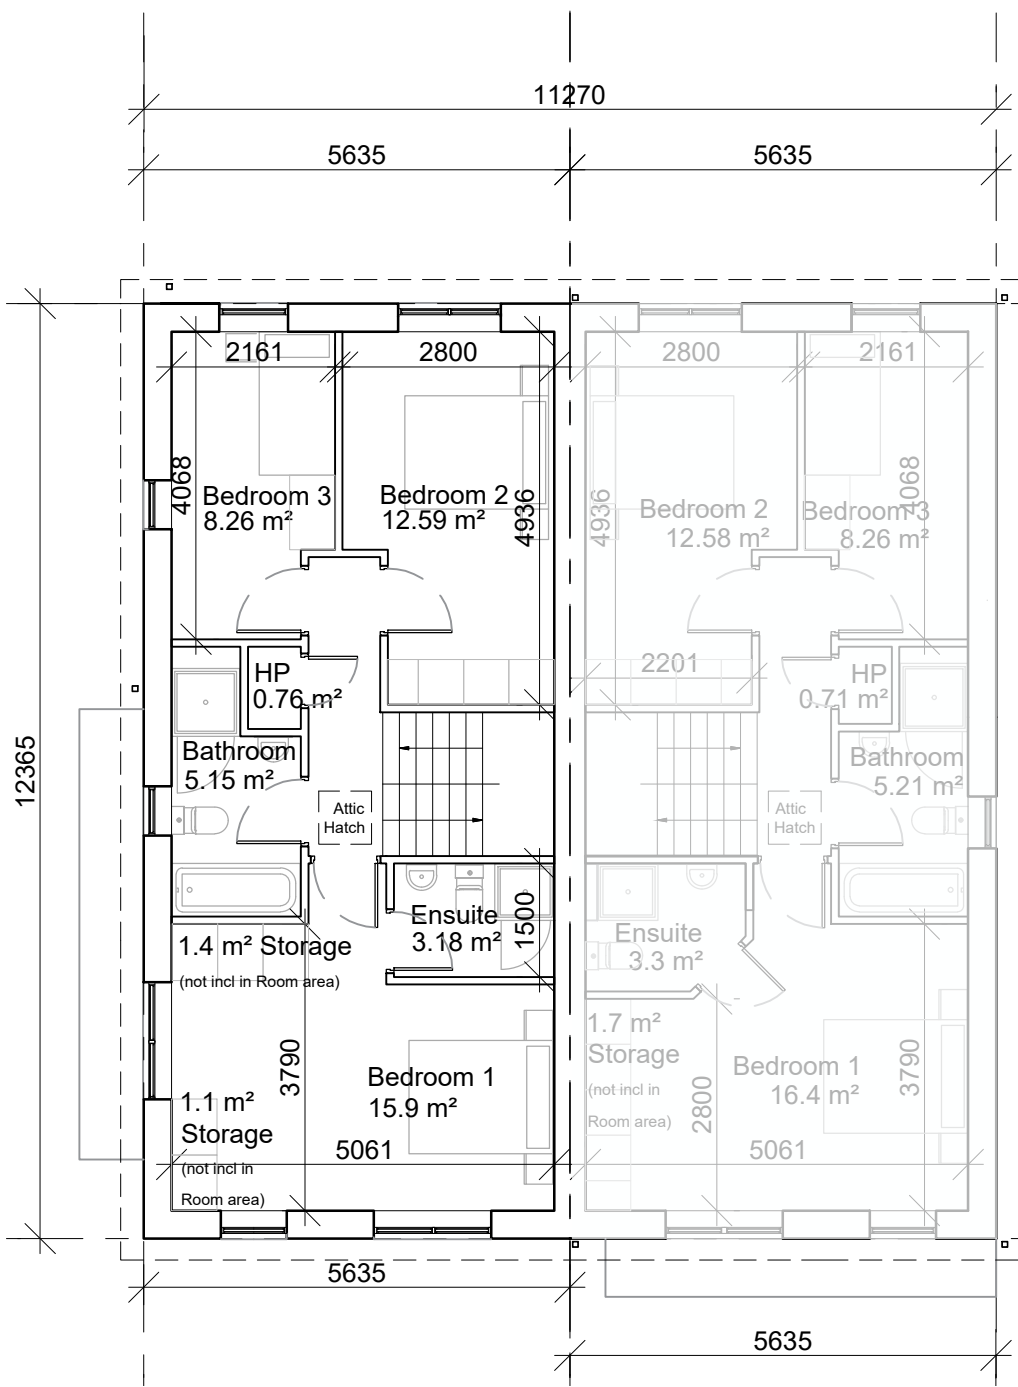 11270
5635
5635
2161
2800
2800
2161
4068
Bedroom 3
8.26 m²
Bedroom 2
12.59 m²
4936
4936
Bedroom 2
12.58 m²
Bedroom 3
8.26 m²
4068
12365
HP
0.76 m²
2201
HP
0.71 m²
Bathroom
5.15 m²
Attic
Hatch
Attic
Hatch
Bathroom
5.21 m²
1.4 m² Storage
(not incl in Room area)
Ensuite
3.18 m²
1500
Ensuite
3.3 m²
3790
Bedroom 1
15.9 m²
1.1 m²
Storage
(not incl in
Room area)
5061
1.7 m²
Storage
(not incl in
Room area)
2800
Bedroom 1
16.4 m²
3790
5061
5635
5635